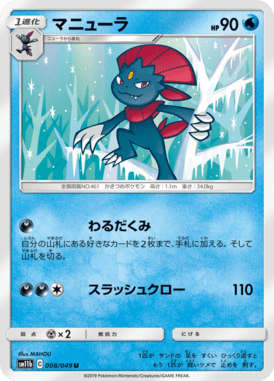 1進化
マニューラ
HP 90
ニューラから進化
全国図鑑NO.461 かぎづめポケモン 高さ：1.1m 重さ：34.0kg
わるだくみ
自分の山札にある好きなカードを2枚まで、手札に加える。そして
山札を切る。
スラッシュクロー 110
弱点 ×2 抵抗力 にげる
illus. MAHOU
sm11b C 008/049 U
©2019 Pokémon/Nintendo/Creatures/GAME FREAK.